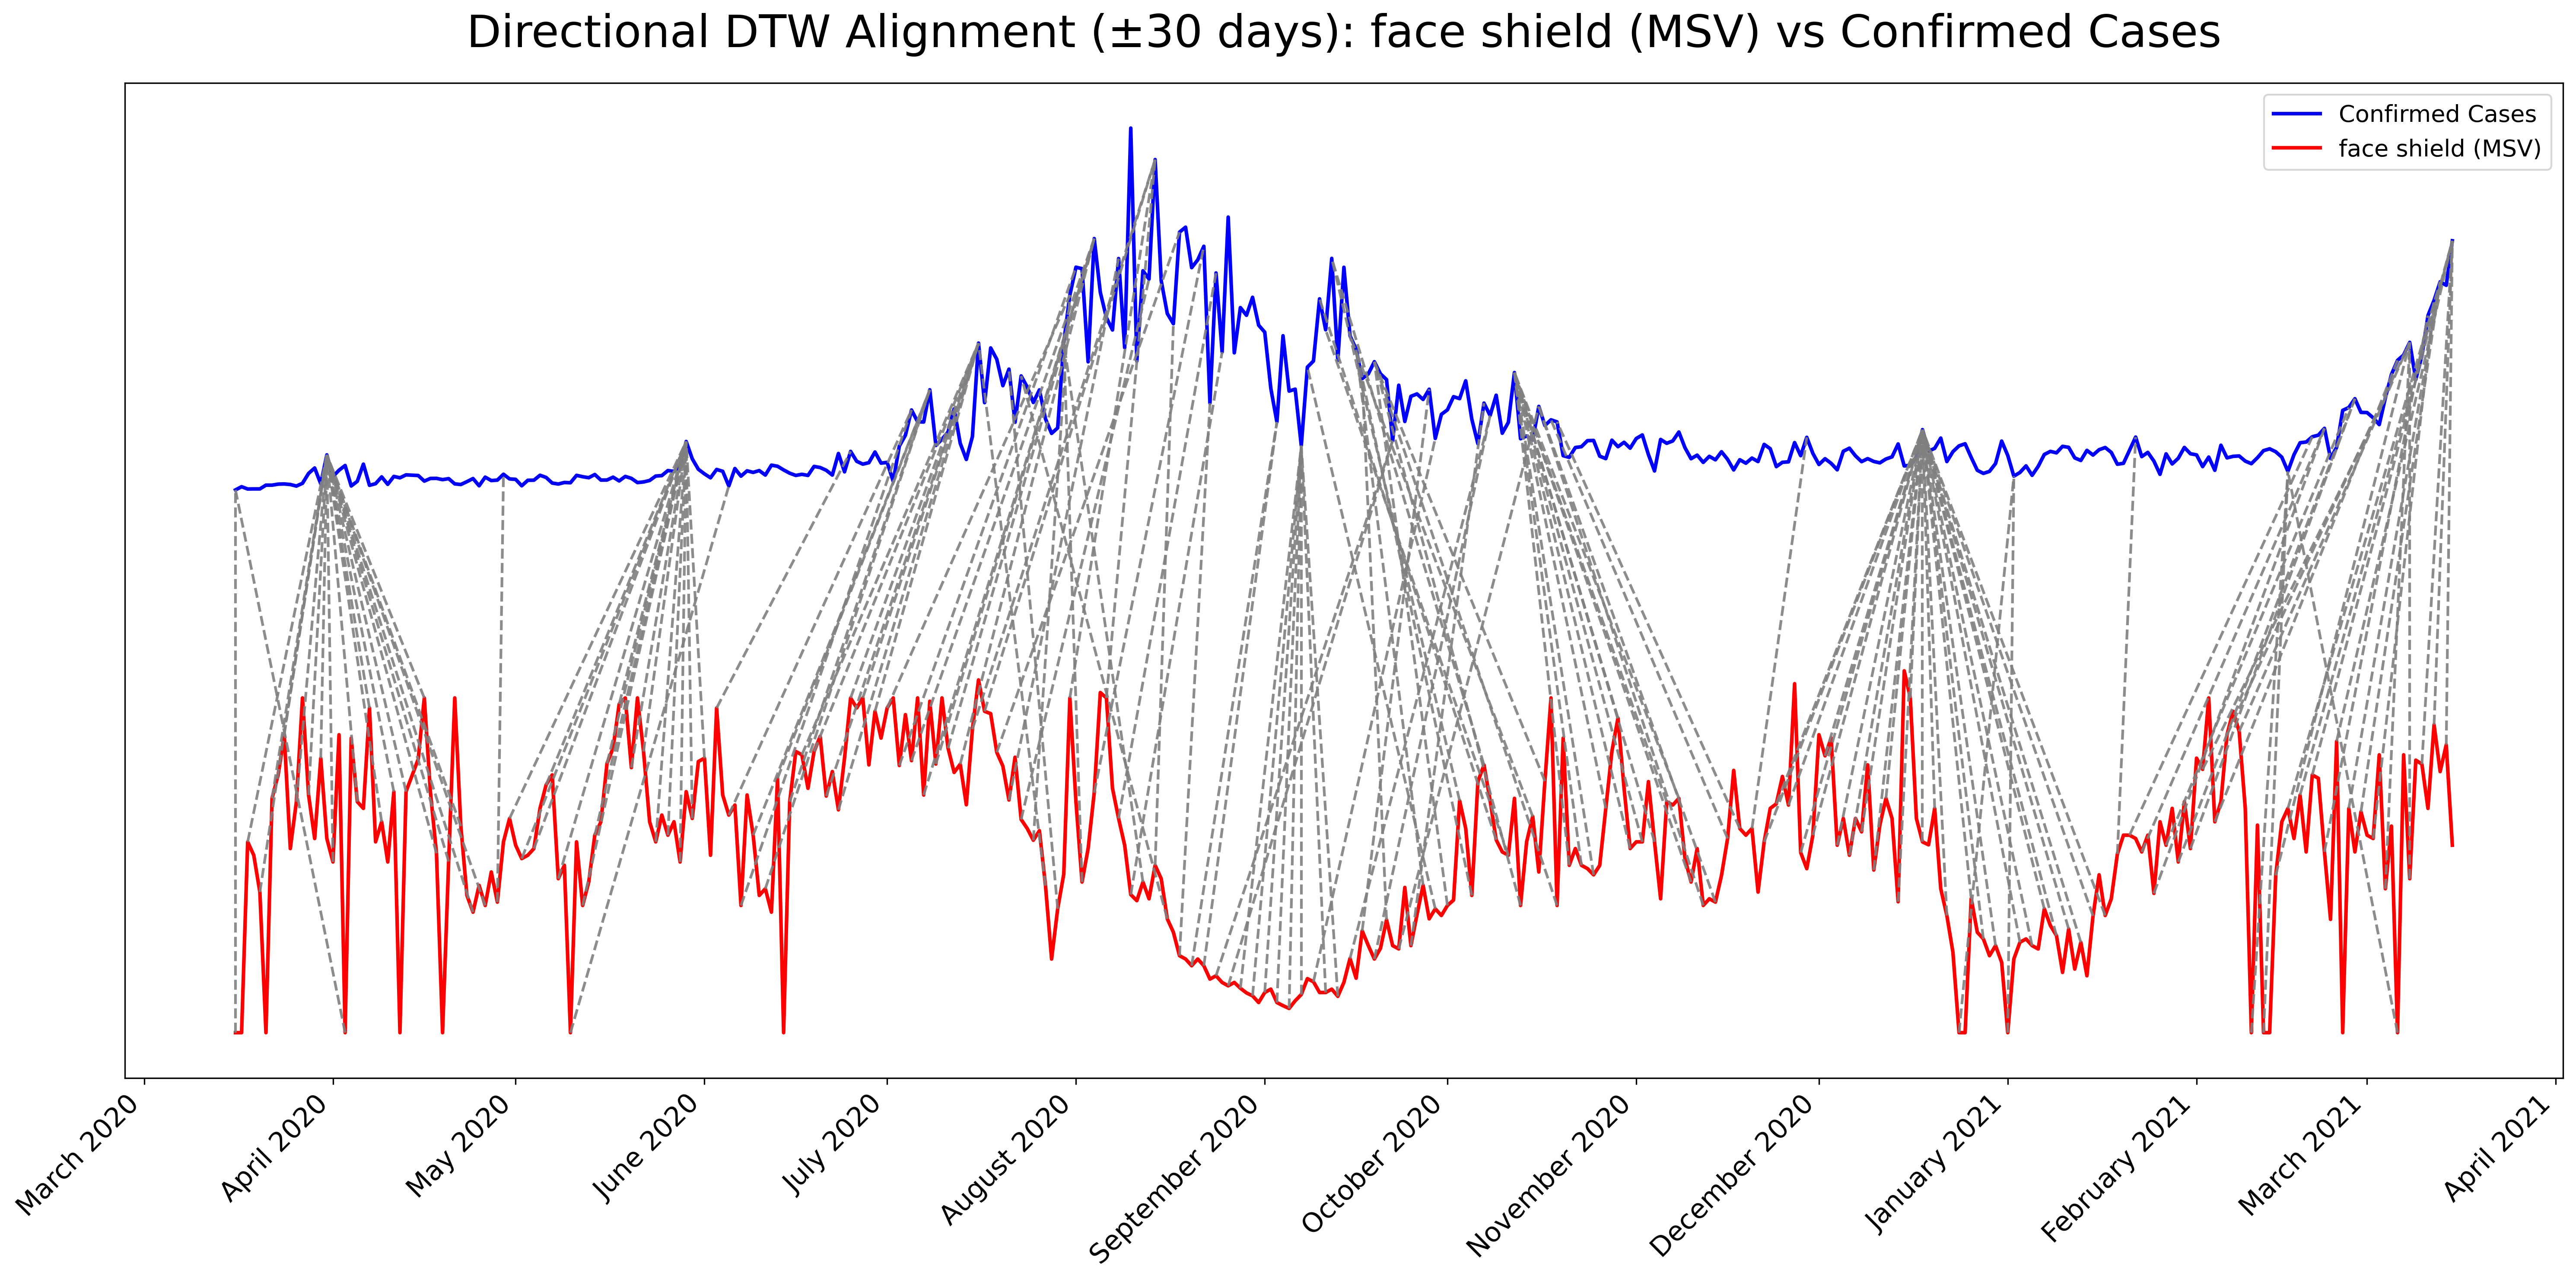 Directional DTW Alignment (±30 days): face shield (MSV) vs Confirmed Cases
Confirmed Cases
face shield (MSV)
March 2020
April 2020
May 2020
June 2020
July 2020
August 2020
September 2020
October 2020
November 2020
December 2020
January 2021
February 2021
March 2021
April 2021